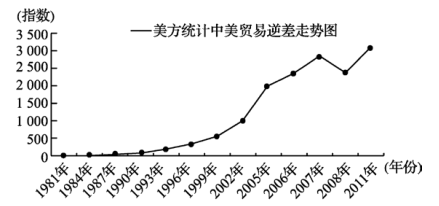 (指数)
美方统计中美贸易逆差走势图
3 500
3 000
2 500
2 000
1 500
1 000
500
0
1981年
1984年
1987年
1990年
1993年
1996年
1999年
2002年
2005年
2006年
2007年
2008年
2011年
(年份)